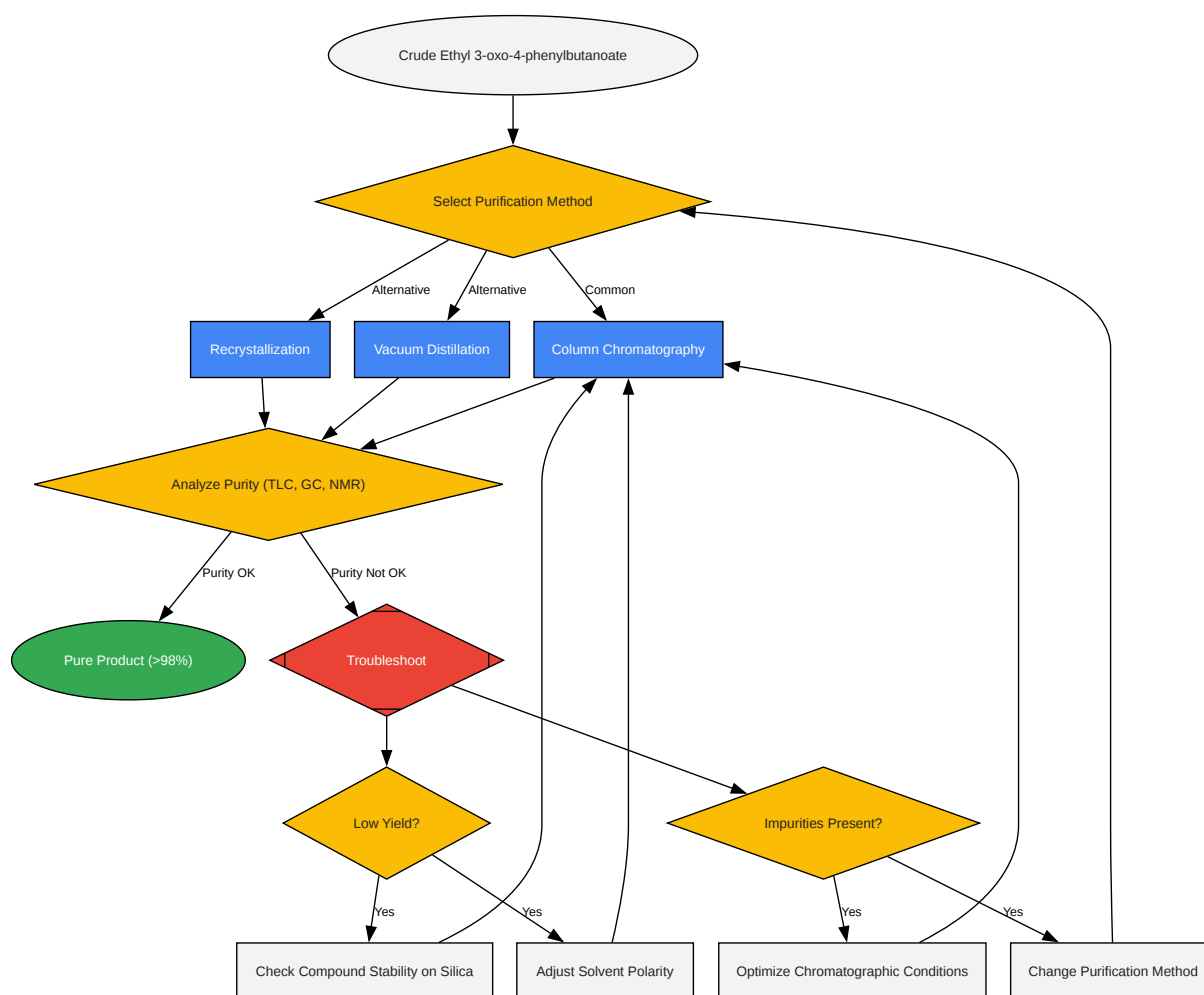 Crude Ethyl 3-oxo-4-phenylbutanoate
Select Purification Method
Alternative
Alternative
Common
Recrystallization
Vacuum Distillation
Column Chromatography
Analyze Purity (TLC, GC, NMR)
Purity OK
Purity Not OK
Pure Product (>98%)
Troubleshoot
Low Yield?
Impurities Present?
Yes
Yes
Yes
Yes
Check Compound Stability on Silica
Adjust Solvent Polarity
Optimize Chromatographic Conditions
Change Purification Method